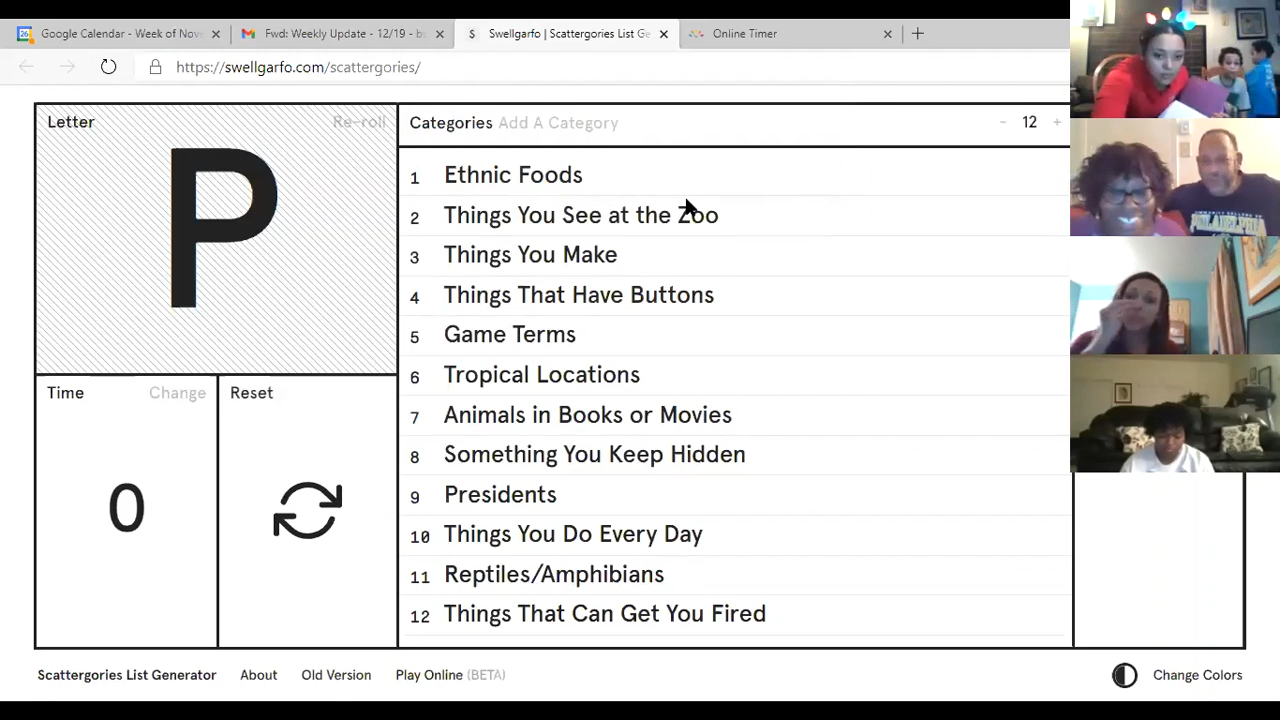 26 Google Calendar - Week of Nov
Fwd: Weekly Update - 12/19 - b
Swellgarfo | Scattergories List Ge
Online Timer
https://swellgarfo.com/scattergories/
Letter Re-roll
P
Categories Add A Category - 12 +
1 Ethnic Foods
2 Things You See at the Zoo
3 Things You Make
4 Things That Have Buttons
5 Game Terms
6 Tropical Locations
7 Animals in Books or Movies
8 Something You Keep Hidden
9 Presidents
10 Things You Do Every Day
11 Reptiles/Amphibians
12 Things That Can Get You Fired
Time Change
0
Reset
Scattergories List Generator About Old Version Play Online (BETA) Change Colors
PHILADELPHIA